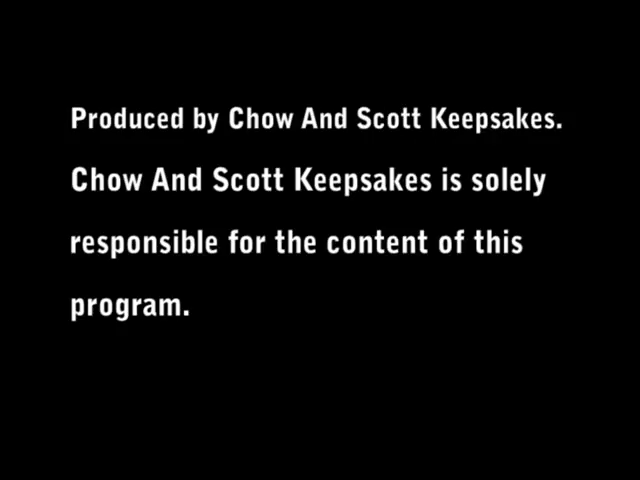 Produced by Chow And Scott Keepsakes.
Chow And Scott Keepsakes is solely
responsible for the content of this
program.